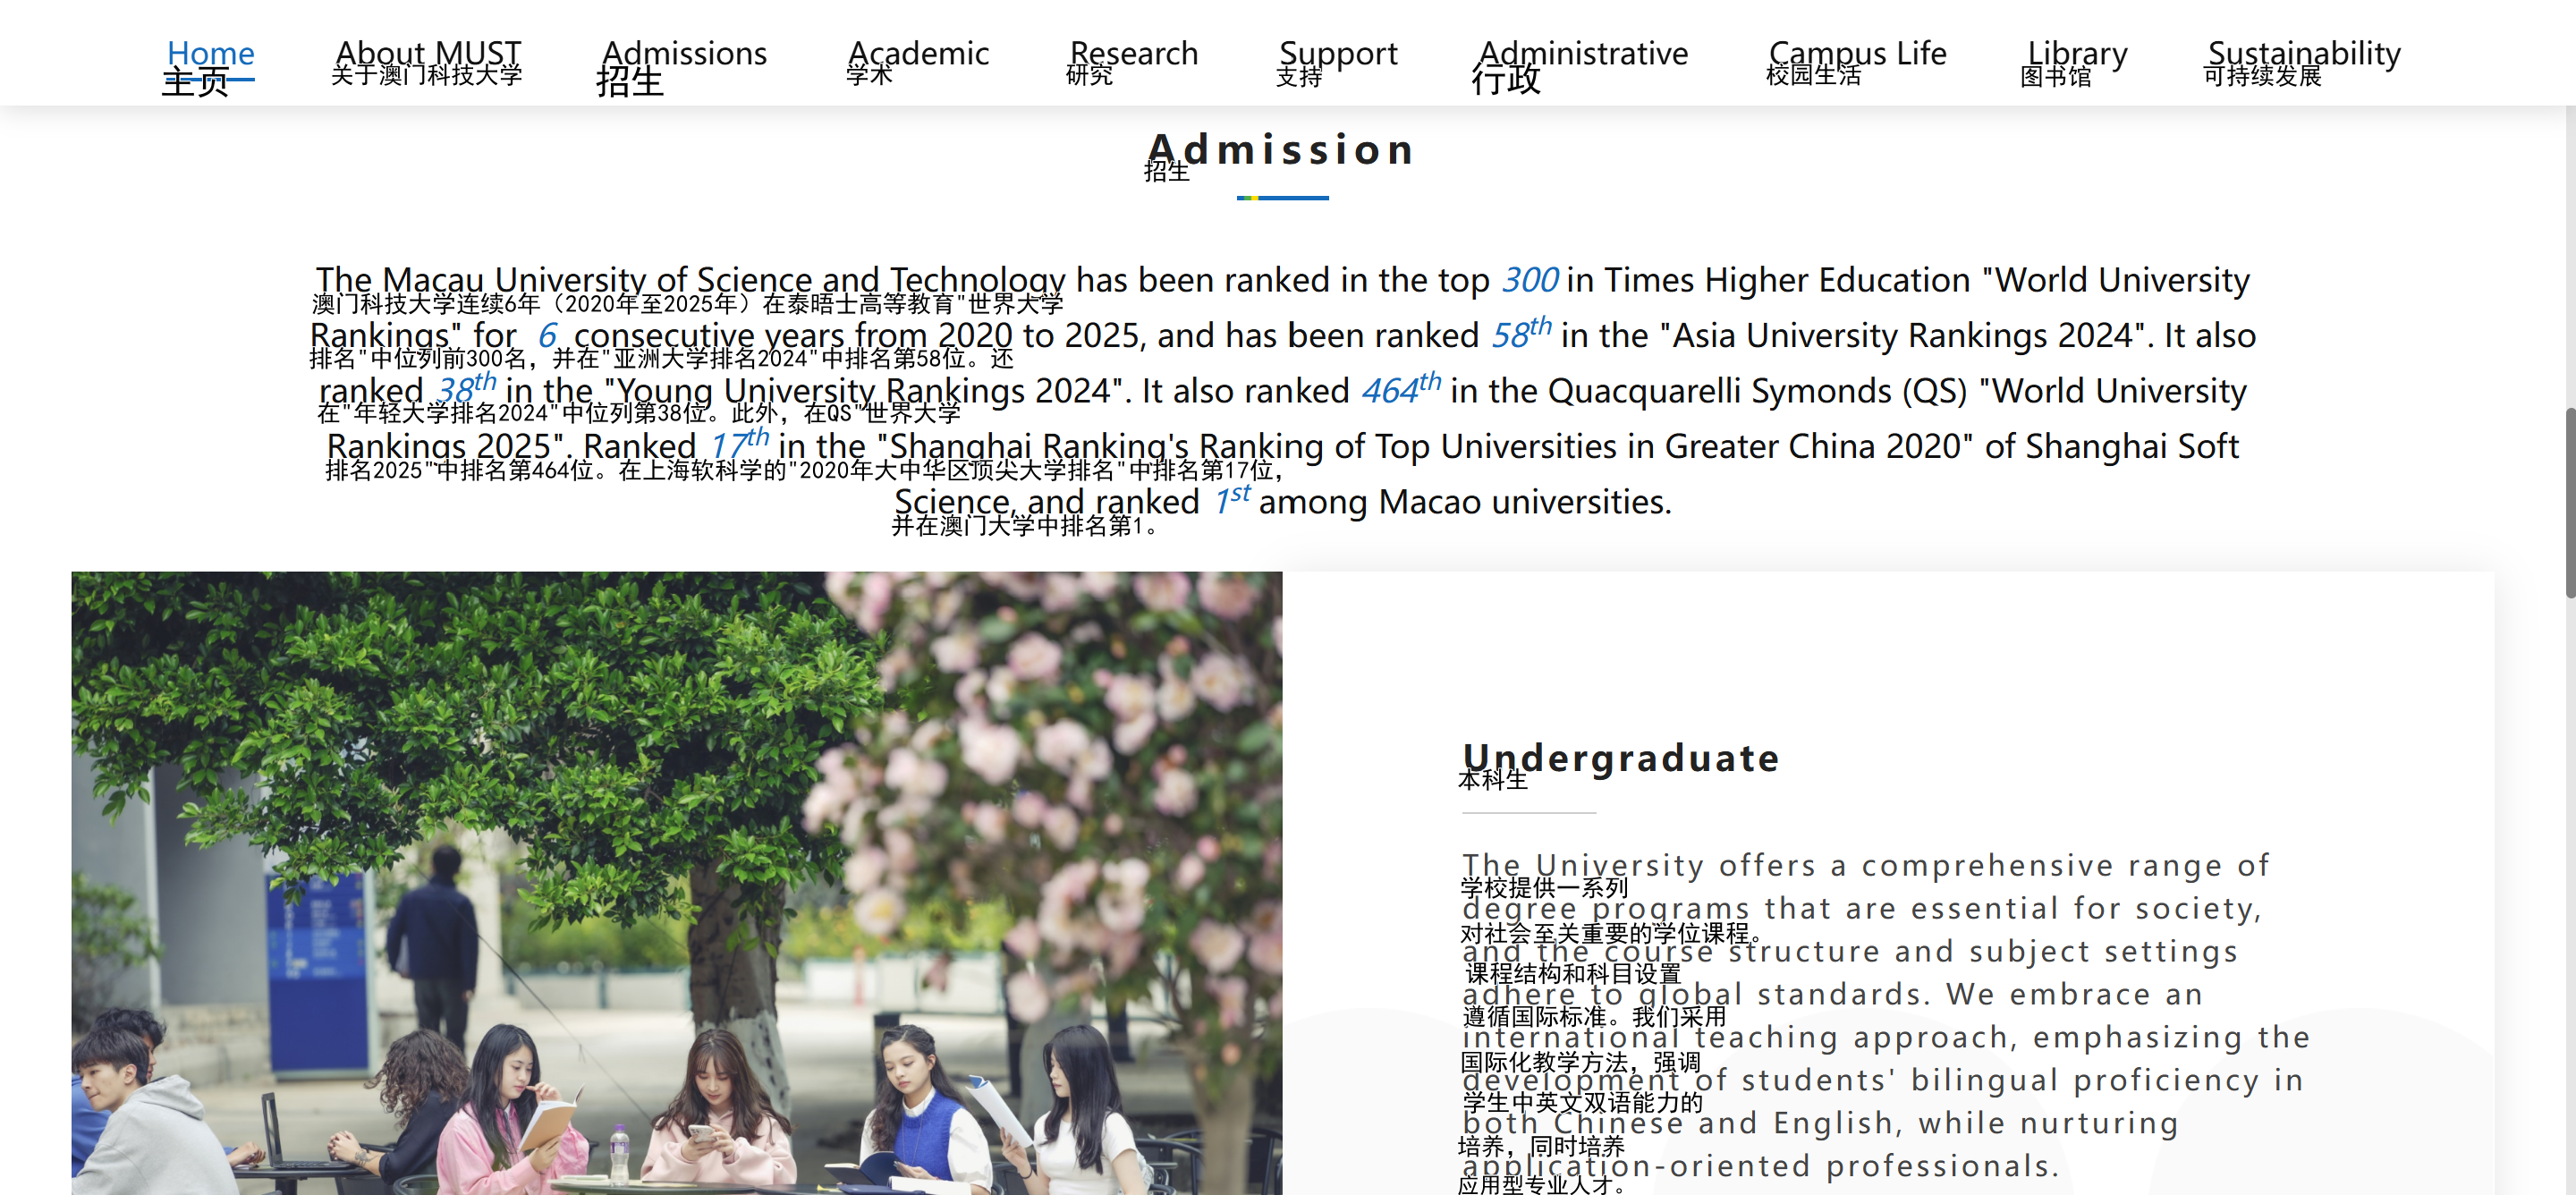 Home About MUST Admissions Academic Research Support Administrative Campus Life Library Sustainability
主页 关于澳门科技大学 招生 学术 研究 支持 行政 校园生活 图书馆 可持续发展
Admission
招生
The Macau University of Science and Technology has been ranked in the top 300 in Times Higher Education "World University
澳门科技大学连续6年（2020年至2025年）在泰晤士高等教育"世界大学
Rankings" for 6 consecutive years from 2020 to 2025, and has been ranked 58th in the "Asia University Rankings 2024". It also
排名"中位列前300名，并在"亚洲大学排名2024"中排名第58位。还
ranked 38th in the "Young University Rankings 2024". It also ranked 464th in the Quacquarelli Symonds (QS) "World University
在"年轻大学排名2024"中位列第38位。此外，在QS"世界大学
Rankings 2025". Ranked 17th in the "Shanghai Ranking's Ranking of Top Universities in Greater China 2020" of Shanghai Soft
排名2025"中排名第464位。在上海软科学的"2020年大中华区顶尖大学排名"中排名第17位，
Science, and ranked 1st among Macao universities.
并在澳门大学中排名第1。
Undergraduate
本科生
The University offers a comprehensive range of
学校提供一系列
degree programs that are essential for society,
对社会至关重要的学位课程。
and the course structure and subject settings
课程结构和科目设置
adhere to global standards. We embrace an
遵循国际标准。我们采用
international teaching approach, emphasizing the
国际化教学方法，强调
development of students' bilingual proficiency in
学生中英文双语能力的
both Chinese and English, while nurturing
培养，同时培养
application-oriented professionals.
应用型专业人才。